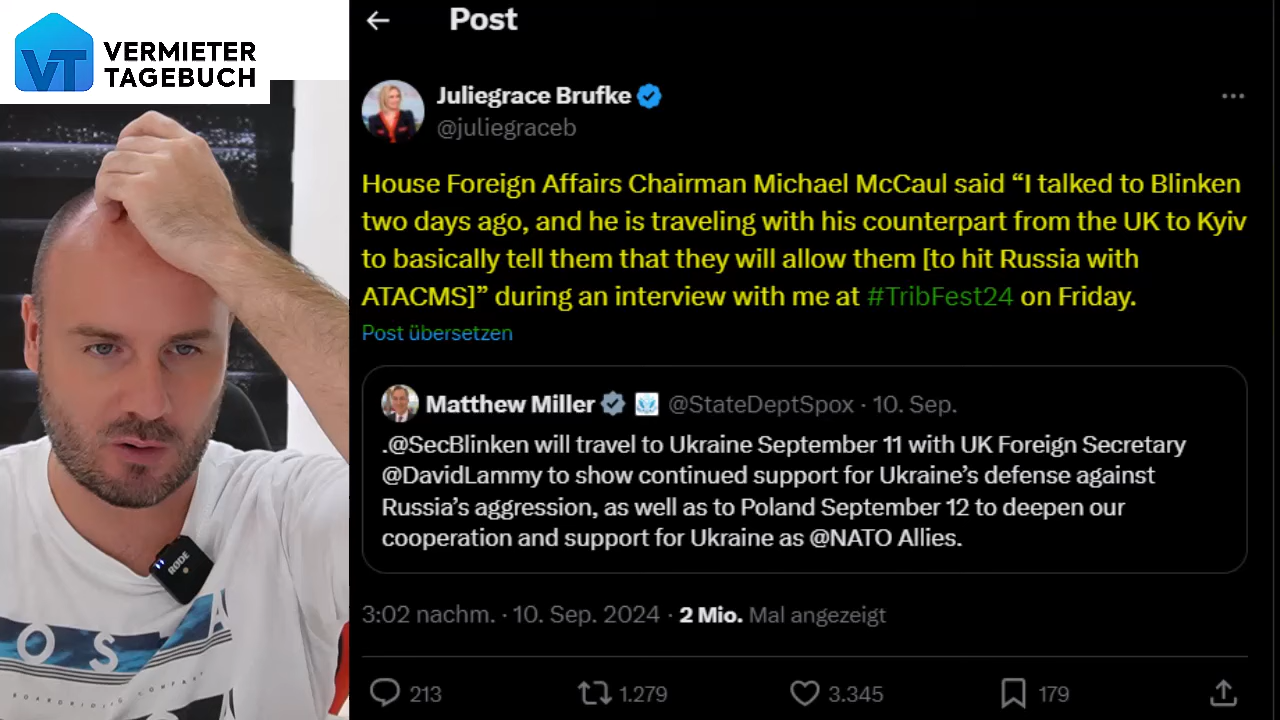 VT VERMIETER
TAGEBUCH
Post
Juliegrace Brufke
@juliegraceb
House Foreign Affairs Chairman Michael McCaul said “I talked to Blinken
two days ago, and he is traveling with his counterpart from the UK to Kyiv
to basically tell them that they will allow them [to hit Russia with
ATACMS]” during an interview with me at #TribFest24 on Friday.
Post übersetzen
Matthew Miller @StateDeptSpox · 10. Sep.
.@SecBlinken will travel to Ukraine September 11 with UK Foreign Secretary
@DavidLammy to show continued support for Ukraine’s defense against
Russia’s aggression, as well as to Poland September 12 to deepen our
cooperation and support for Ukraine as @NATO Allies.
3:02 nachm. · 10. Sep. 2024 · 2 Mio. Mal angezeigt
213 1.279 3.345 179
RØDE
O S